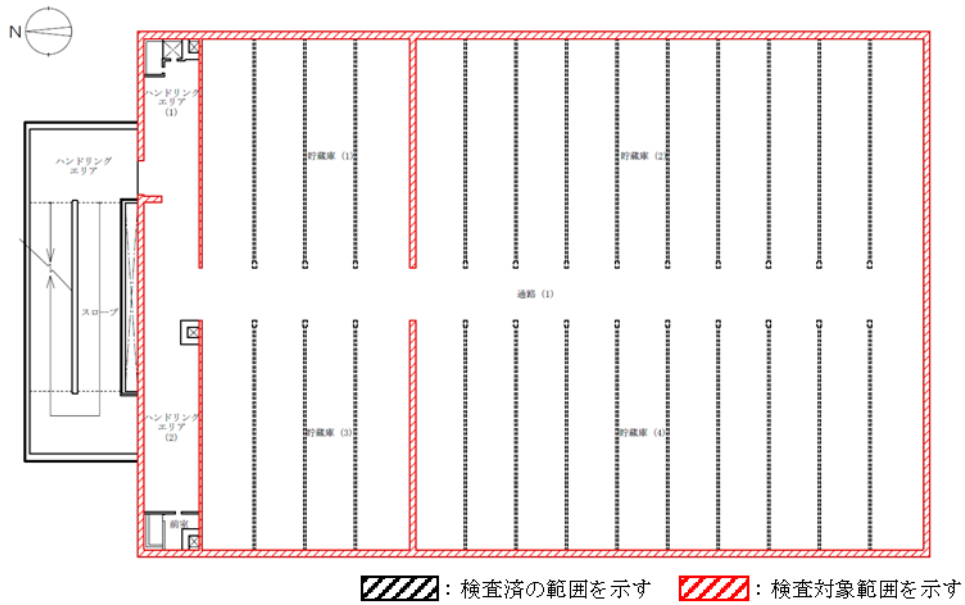 N
ハンドリング
エリア
(1)
ハンドリング
エリア
貯蔵庫 (1)
貯蔵庫 (2)
通路 (1)
スロープ
ハンドリング
エリア
(2)
貯蔵庫 (3)
貯蔵庫 (4)
前室
：検査済の範囲を示す
：検査対象範囲を示す